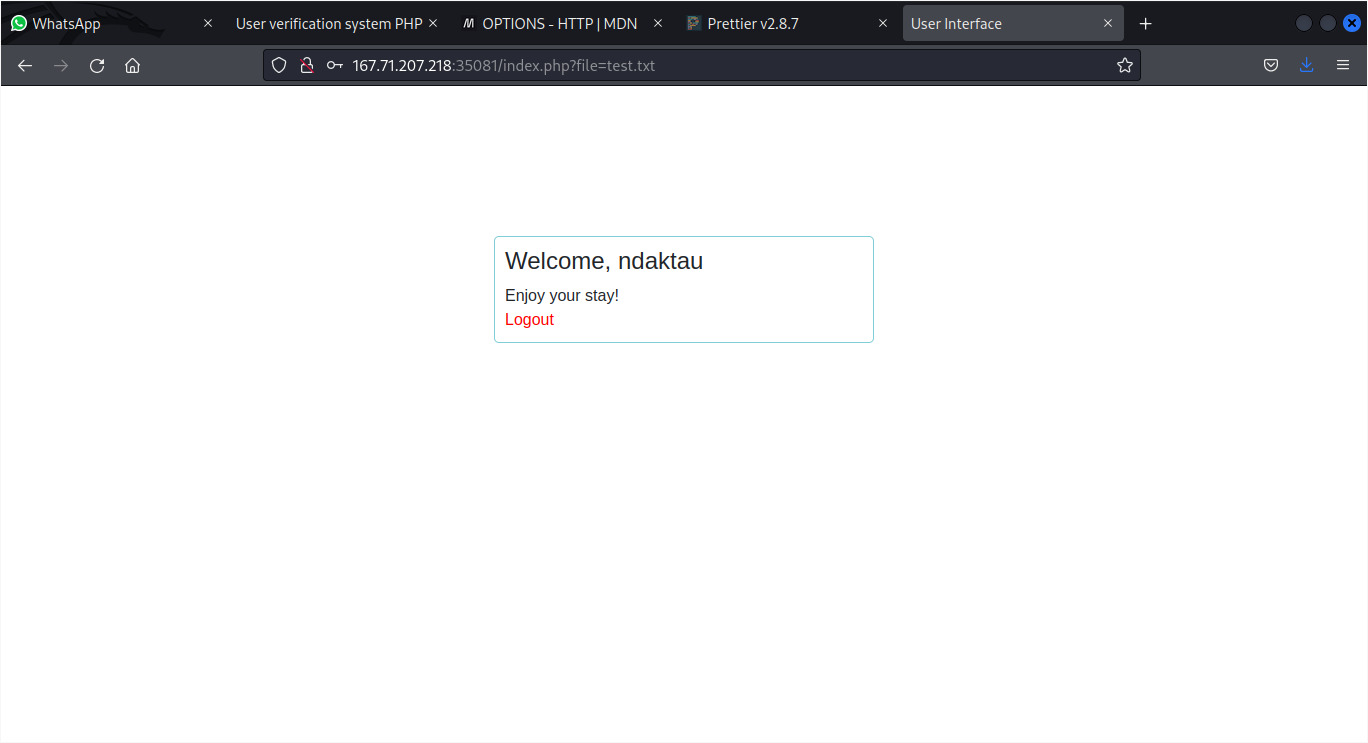 WhatsApp
User verification system PHP
OPTIONS - HTTP | MDN
Prettier v2.8.7
User Interface
167.71.207.218:35081/index.php?file=test.txt
Welcome, ndaktau
Enjoy your stay!
Logout